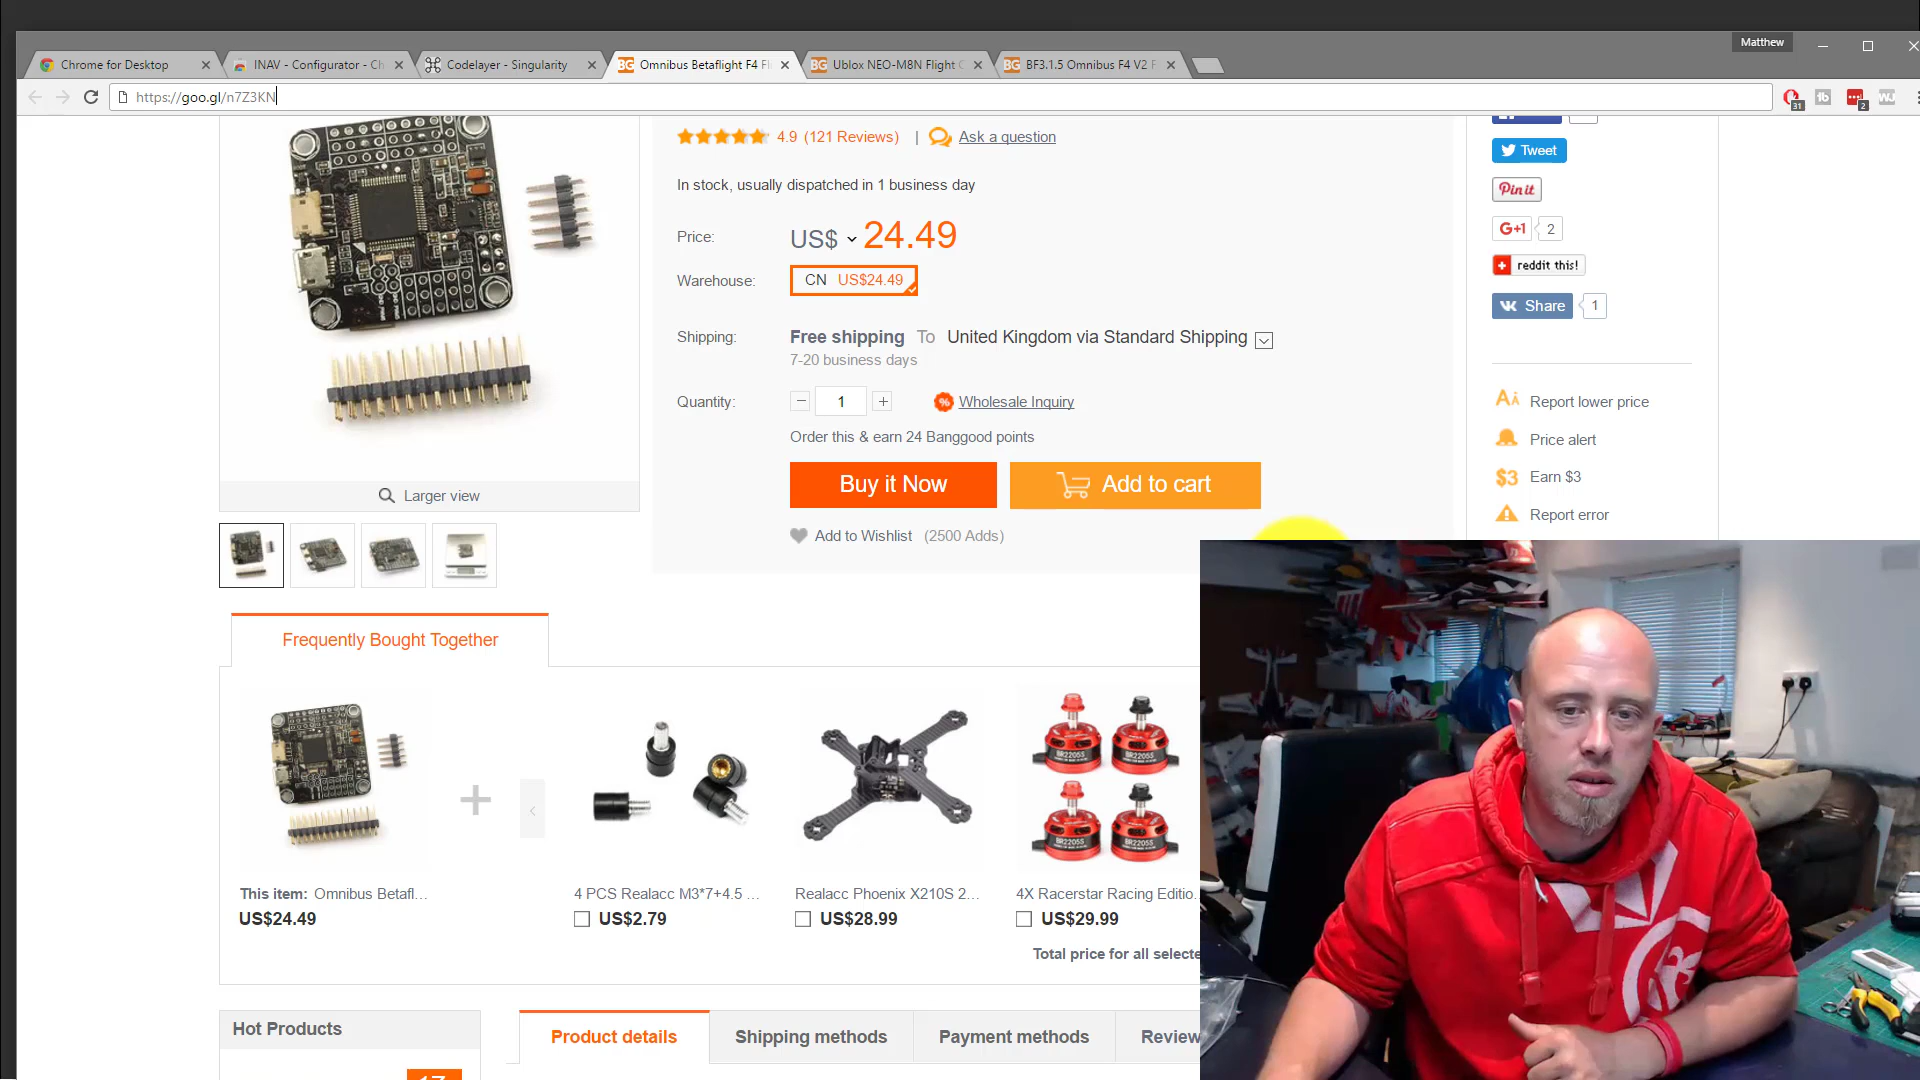 Matthew
Chrome for Desktop
INAV - Configurator - Ch
Codelayer - Singularity
Omnibus Betaflight F4 Fl
Ublox NEO-M8N Flight C
BF3.1.5 Omnibus F4 V2 F
https://goo.gl/n7Z3KN
31
2
4.9 (121 Reviews) | Ask a question
In stock, usually dispatched in 1 business day
Price: US$ 24.49
Warehouse: CN US$24.49
Shipping: Free shipping To United Kingdom via Standard Shipping
7-20 business days
Quantity: 1 Wholesale Inquiry
Order this & earn 24 Banggood points
Buy it Now Add to cart
Add to Wishlist (2500 Adds)
Larger view
Tweet
Pin it
G+1 2
reddit this!
Share 1
Report lower price
Price alert
$3 Earn $3
Report error
Frequently Bought Together
This item: Omnibus Betafl...
US$24.49
4 PCS Realacc M3*7+4.5 ...
US$2.79
Realacc Phoenix X210S 2...
US$28.99
BR2205S
BR2205S
BR2205S
BR2205S
4X Racerstar Racing Editio...
US$29.99
Total price for all selecte
Hot Products
Product details
Shipping methods
Payment methods
Review